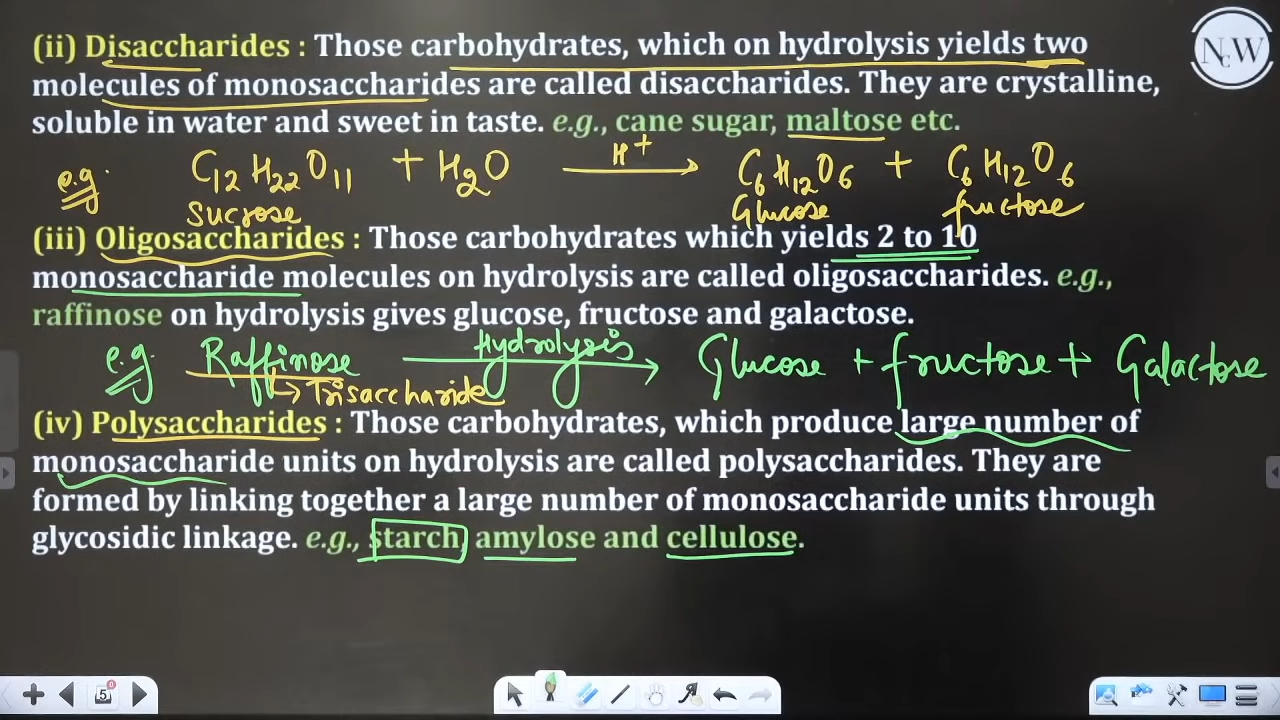 (ii) Disaccharides : Those carbohydrates, which on hydrolysis yields two
molecules of monosaccharides are called disaccharides. They are crystalline,
soluble in water and sweet in taste. e.g., cane sugar, maltose etc.
e.g. C12 H22 O11 + H2O H+ C6 H12 O6 + C6 H12 O6
Sucrose Glucose fructose
(iii) Oligosaccharides : Those carbohydrates which yields 2 to 10
monosaccharide molecules on hydrolysis are called oligosaccharides. e.g.,
raffinose on hydrolysis gives glucose, fructose and galactose.
e.g Raffinose Hydrolysis Glucose + fructose + Galactose
→ Trisaccharide
(iv) Polysaccharides : Those carbohydrates, which produce large number of
monosaccharide units on hydrolysis are called polysaccharides. They are
formed by linking together a large number of monosaccharide units through
glycosidic linkage. e.g., starch, amylose and cellulose.
NcW
5
0